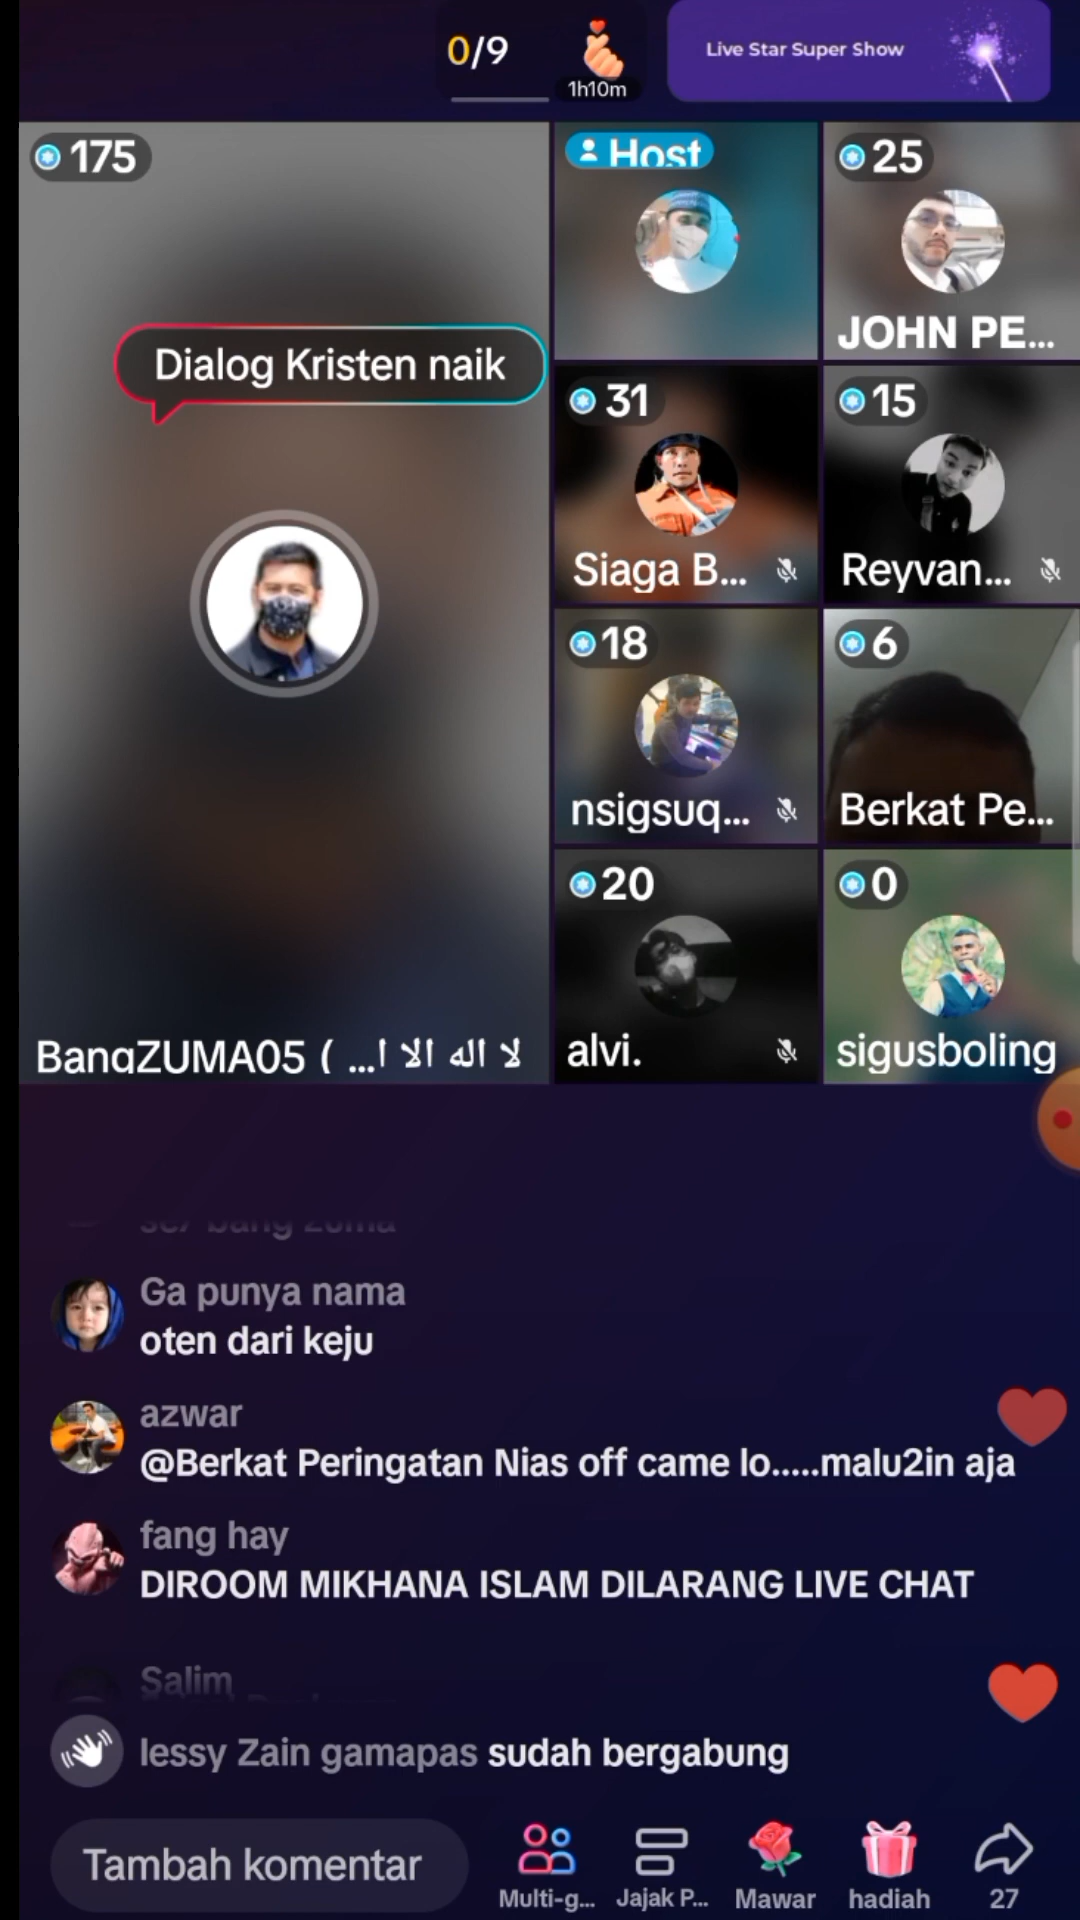 0/9
1h10m
Live Star Super Show
175
Host
25
Dialog Kristen naik
JOHN PE...
31
15
Siaga B...
Reyvan...
18
6
nsigsuq...
Berkat Pe...
20
0
BangZUMA05 ( ...لا اله الا ا
alvi.
sigusboling
bang Zuma
Ga punya nama
oten dari keju
azwar
@Berkat Peringatan Nias off came lo.....malu2in aja
fang hay
DIROOM MIKHANA ISLAM DILARANG LIVE CHAT
Salim
lessy Zain gamapas sudah bergabung
Tambah komentar
Multi-g...
Jajak P...
Mawar
hadiah
27